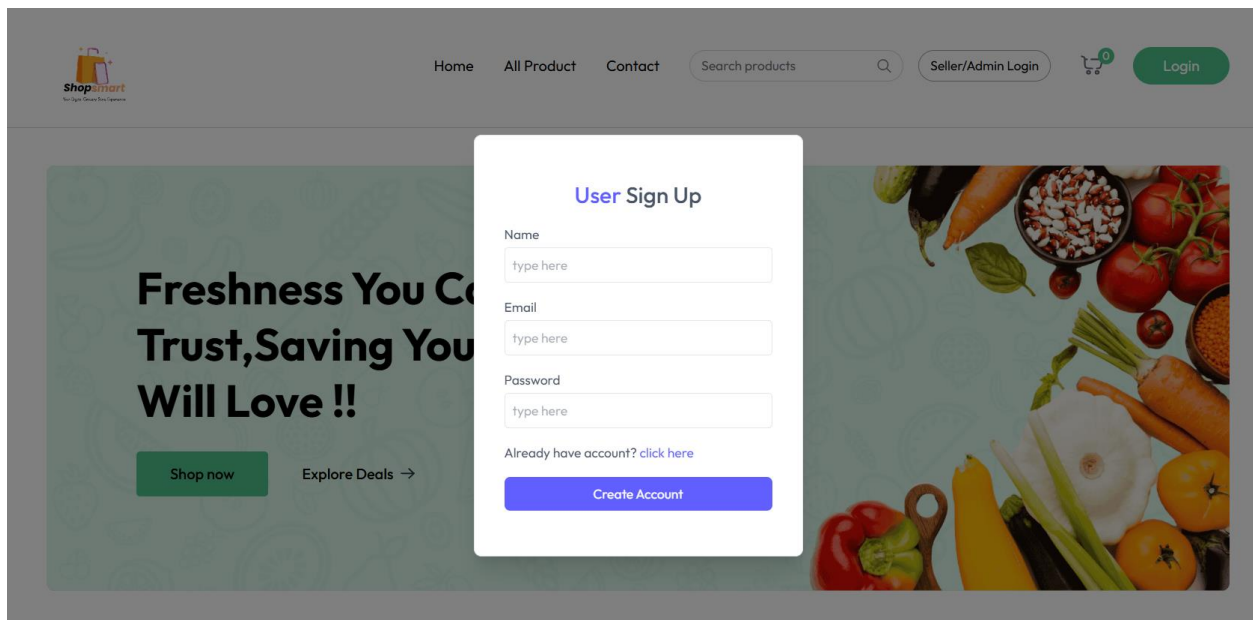 Home All Product Contact Search products Seller/Admin Login 0 Login
Shopsmart
User Sign Up
Name
type here
Email
type here
Password
type here
Already have account? click here
Create Account
Freshness You Ca
Trust,Saving You
Will Love !!
Shop now Explore Deals →